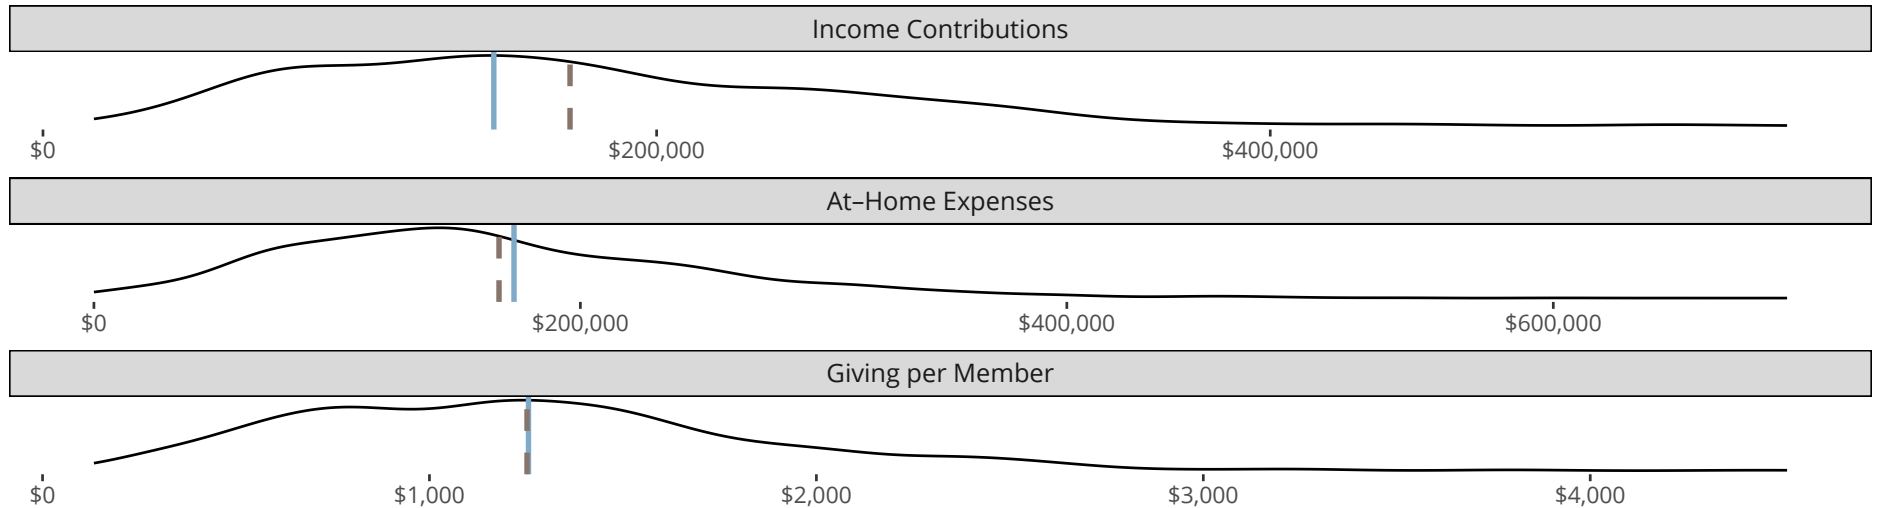 Income Contributions
$0 $200,000 $400,000
At–Home Expenses
$0 $200,000 $400,000 $600,000
Giving per Member
$0 $1,000 $2,000 $3,000 $4,000